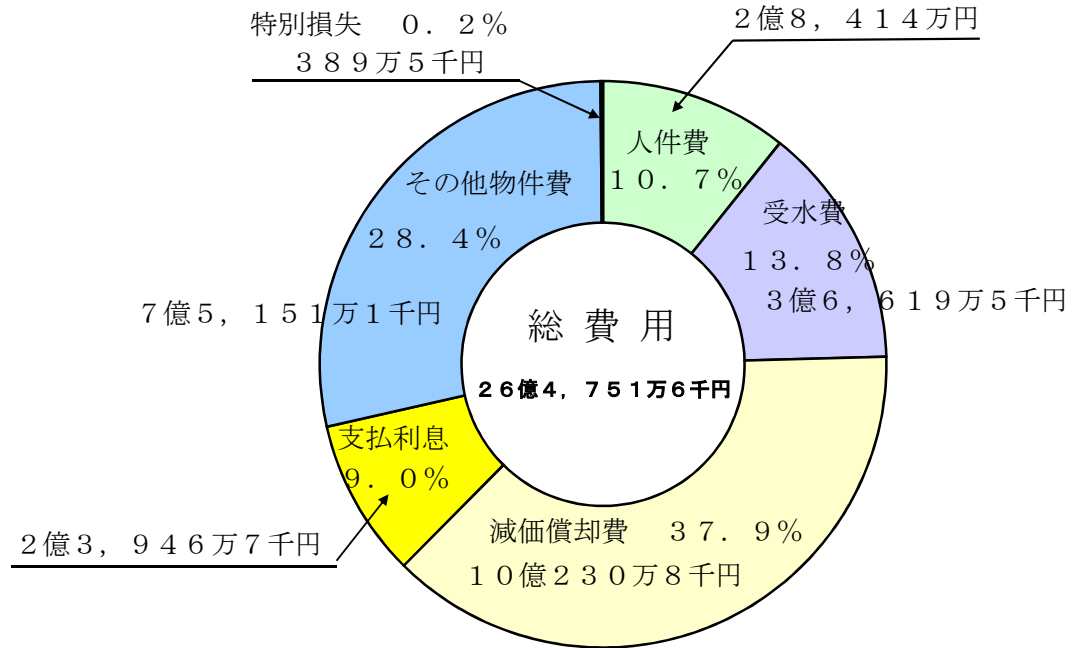 特別損失　０．２％
３８９万５千円
２億８，４１４万円
人件費
１０．７％
受水費
１３．８％
３億６，６１９万５千円
その他物件費
２８．４％
７億５，１５１万１千円
総 費 用
２６億４，７５１万６千円
支払利息
９．０％
２億３，９４６万７千円
減価償却費　３７．９％
１０億２３０万８千円